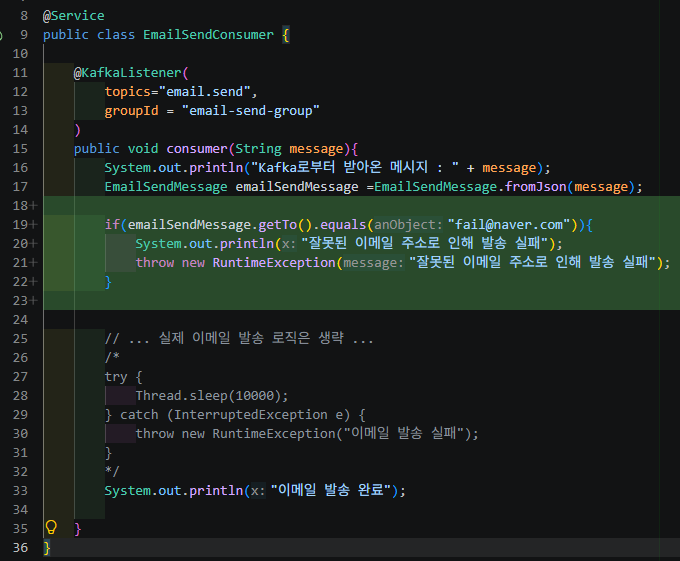 8 @Service
9 public class EmailSendConsumer {
10
11 @KafkaListener(
12 topics="email.send",
13 groupId = "email-send-group"
14 )
15 public void consumer(String message){
16 System.out.println("Kafka로부터 받아온 메시지 : " + message);
17 EmailSendMessage emailSendMessage =EmailSendMessage.fromJson(message);
18+
19+ if(emailSendMessage.getTo().equals(anObject: "fail@naver.com")){
20+ System.out.println(x: "잘못된 이메일 주소로 인해 발송 실패");
21+ throw new RuntimeException(message: "잘못된 이메일 주소로 인해 발송 실패");
22+ }
23+
24
25 // ... 실제 이메일 발송 로직은 생략 ...
26 /*
27 try {
28 Thread.sleep(10000);
29 } catch (InterruptedException e) {
30 throw new RuntimeException("이메일 발송 실패");
31 }
32 */
33 System.out.println(x: "이메일 발송 완료");
34
35 }
36 }